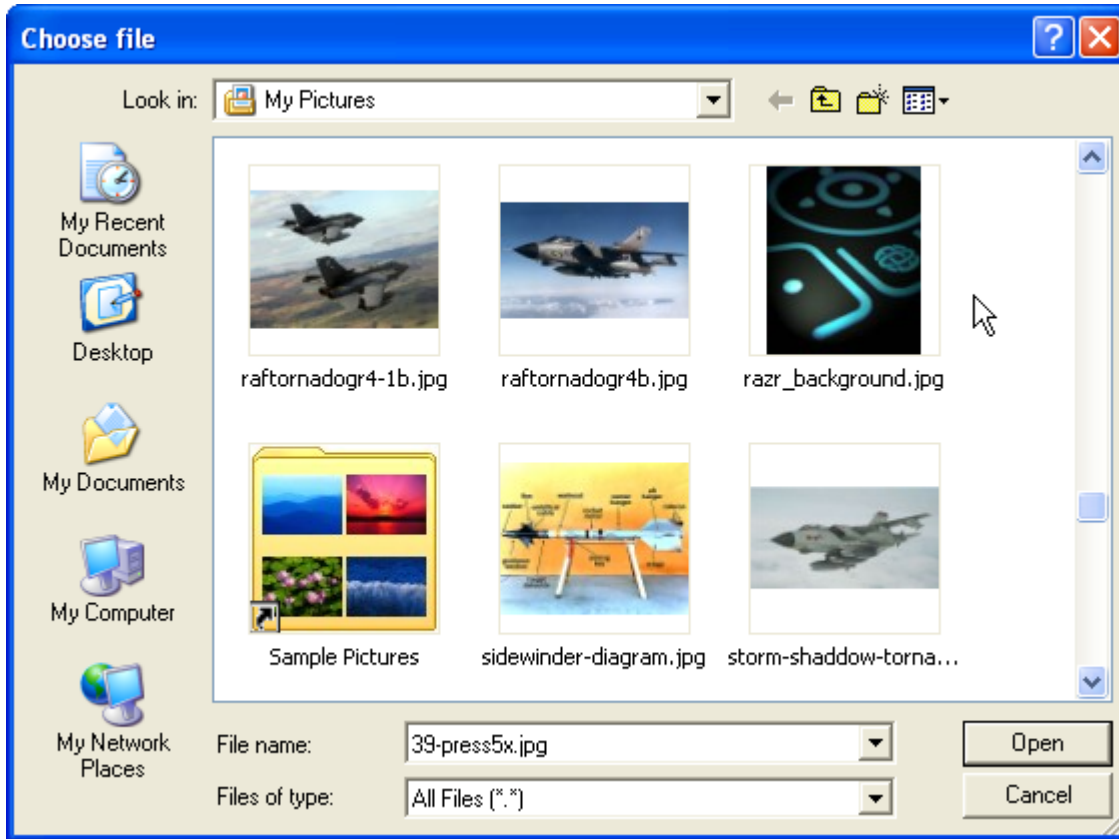 Choose file
Look in:
My Pictures
My Recent
Documents
Desktop
My Documents
My Computer
My Network
Places
raftornadogr4-1b.jpg
raftornadogr4b.jpg
razr_background.jpg
Sample Pictures
sidewinder-diagram.jpg
storm-shaddow-torna...
File name:
39-press5x.jpg
Open
Files of type:
All Files (*.*)
Cancel